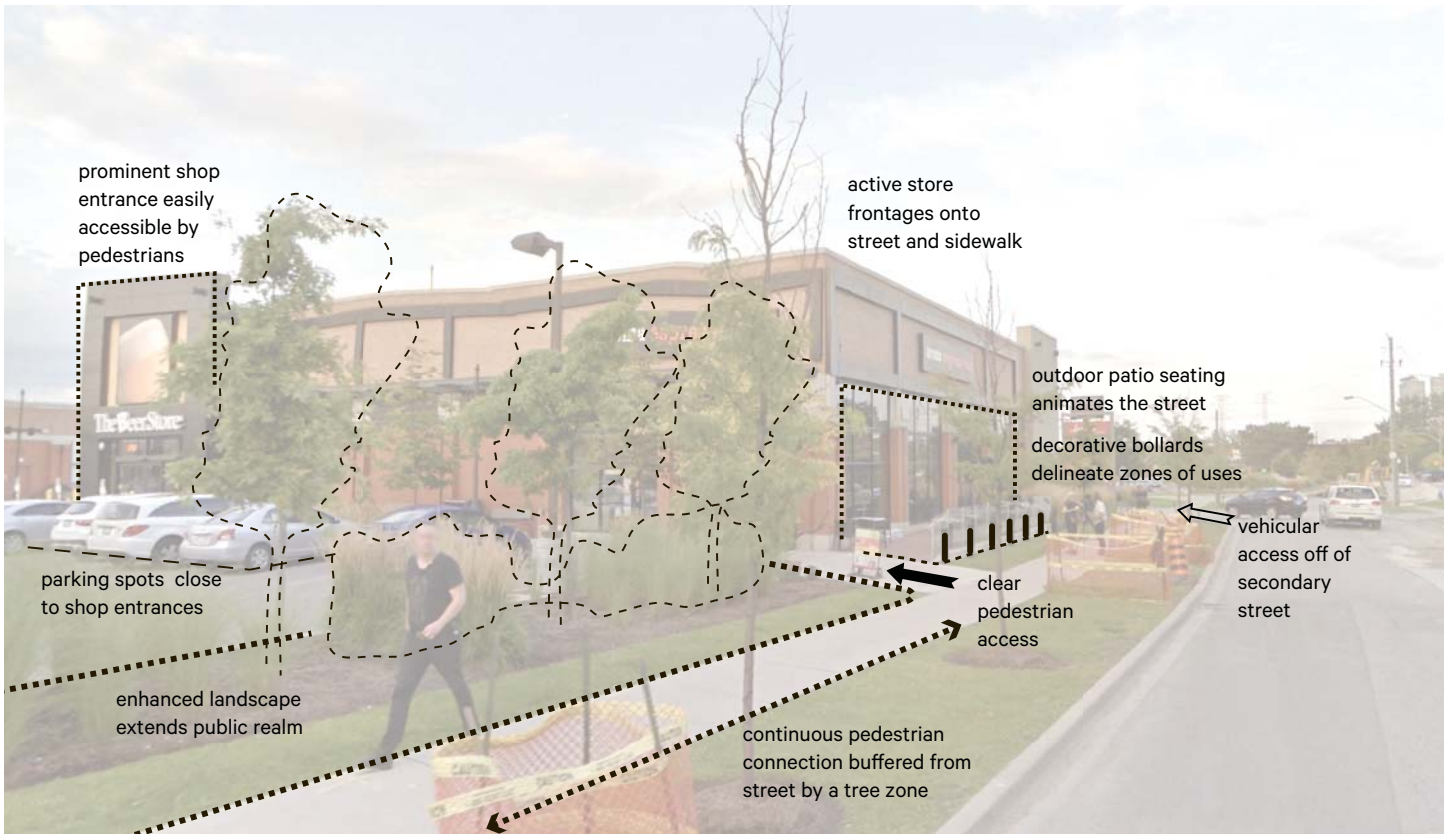 prominent shop
entrance easily
accessible by
pedestrians
active store
frontages onto
street and sidewalk
outdoor patio seating
animates the street
decorative bollards
delineate zones of uses
The Beer Store
vehicular
access off of
secondary
street
parking spots close
to shop entrances
clear
pedestrian
access
enhanced landscape
extends public realm
continuous pedestrian
connection buffered from
street by a tree zone